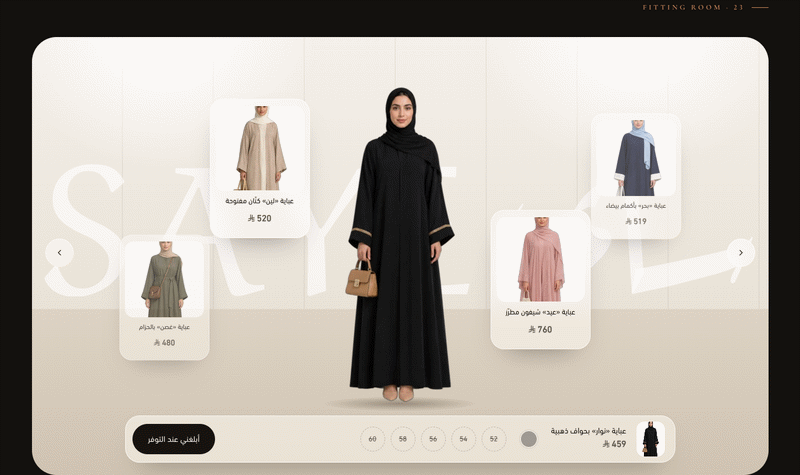 FITTING ROOM · 23
SAYEL
عباية «لين» كتّان مفتوحة
520
عباية «بحر» بأكمام بيضاء
519
عباية «غصن» بالحزام
480
عباية «عيد» شيفون مطرّز
760
عباية «نوار» بحواف ذهبية
459
52
54
56
58
60
أبلغني عند التوفر